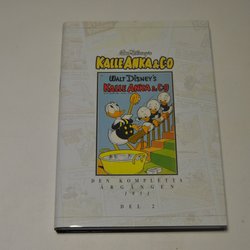 Walt Disney's
KALLE ANKA & C:O
WALT DISNEY'S
KALLE ANKA & C:O
DEN KOMPLETTA
ÅRGÅNGEN
DEL 2